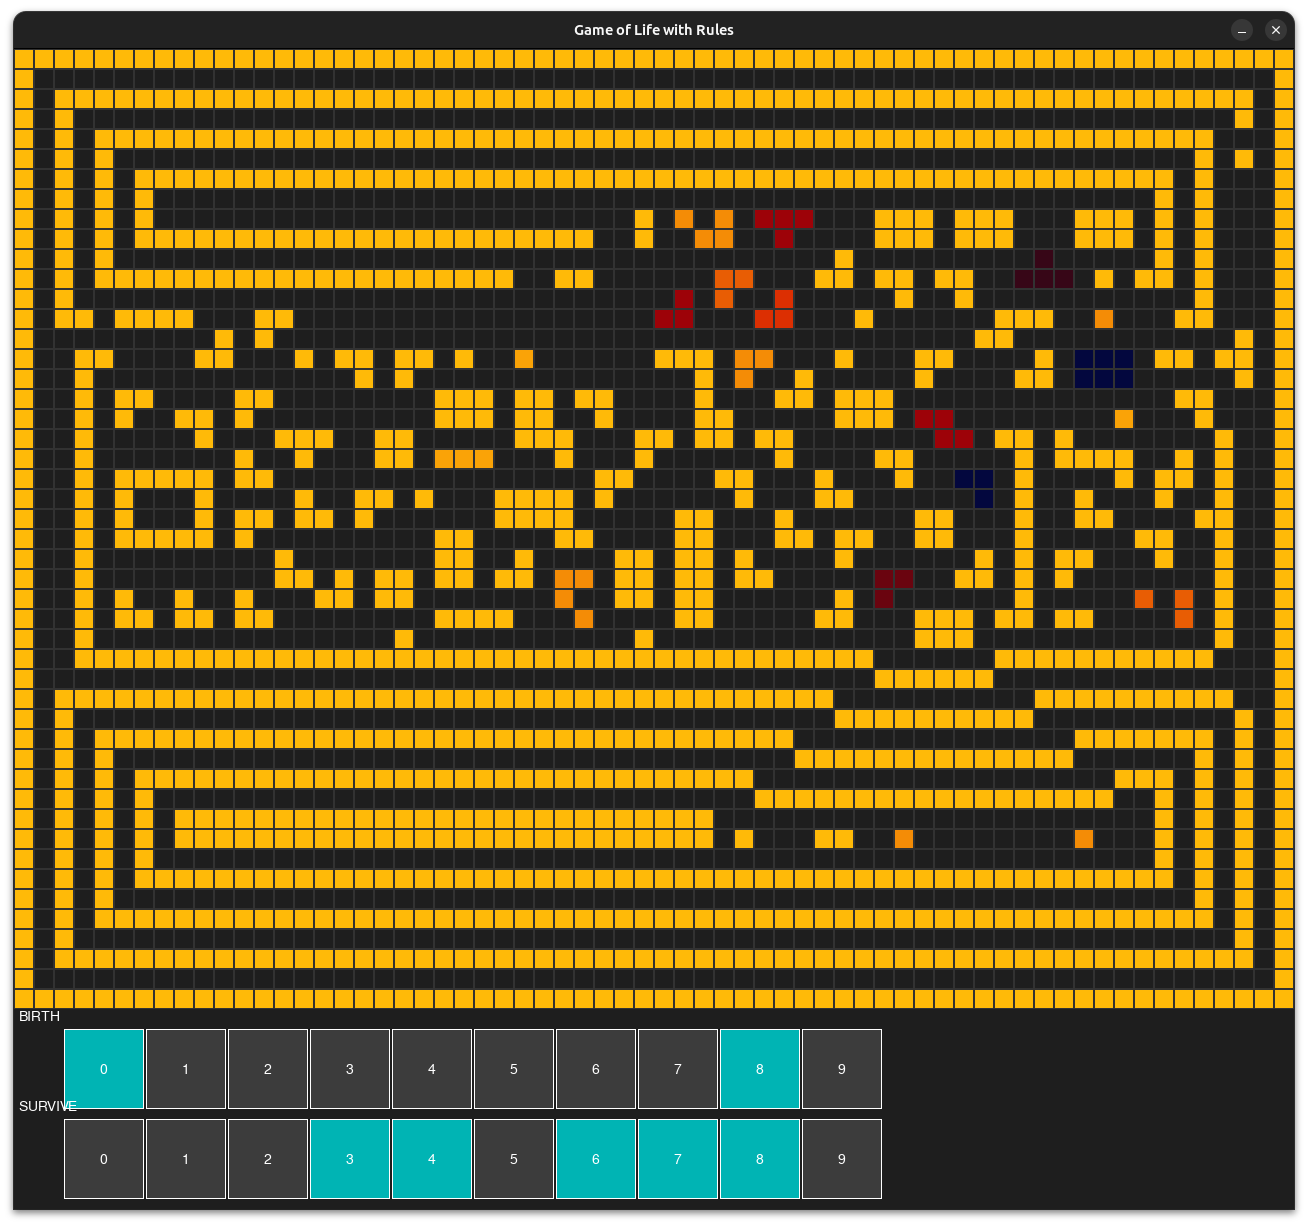 Game of Life with Rules
BIRTH
0 1 2 3 4 5 6 7 8 9
SURVIVE
0 1 2 3 4 5 6 7 8 9